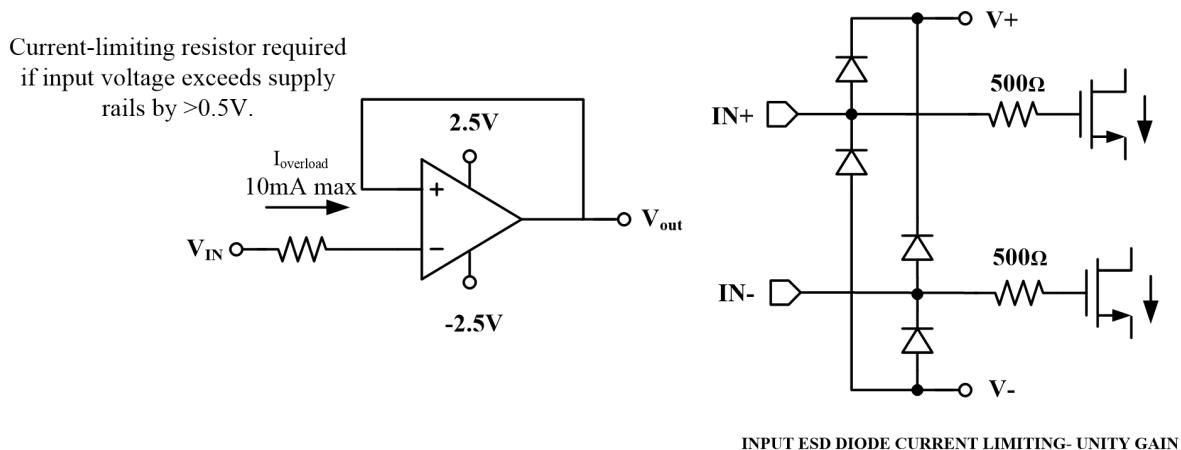 Current-limiting resistor required
if input voltage exceeds supply
rails by >0.5V.
2.5V
I_overload
10mA max
+
V_IN
−
V_out
-2.5V
V+
500Ω
IN+
500Ω
IN-
V-
INPUT ESD DIODE CURRENT LIMITING- UNITY GAIN